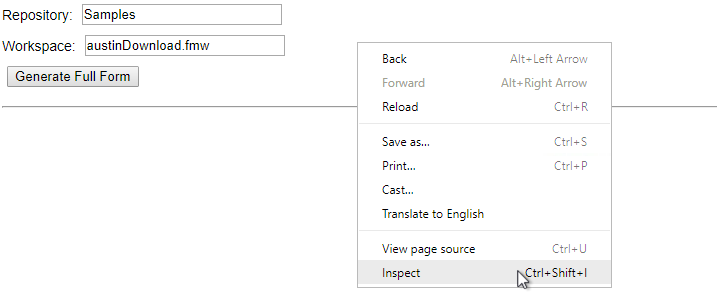 Repository: Samples
Workspace: austinDownload.fmw
Generate Full Form
Back Alt+Left Arrow
Forward Alt+Right Arrow
Reload Ctrl+R
Save as... Ctrl+S
Print... Ctrl+P
Cast...
Translate to English
View page source Ctrl+U
Inspect Ctrl+Shift+I